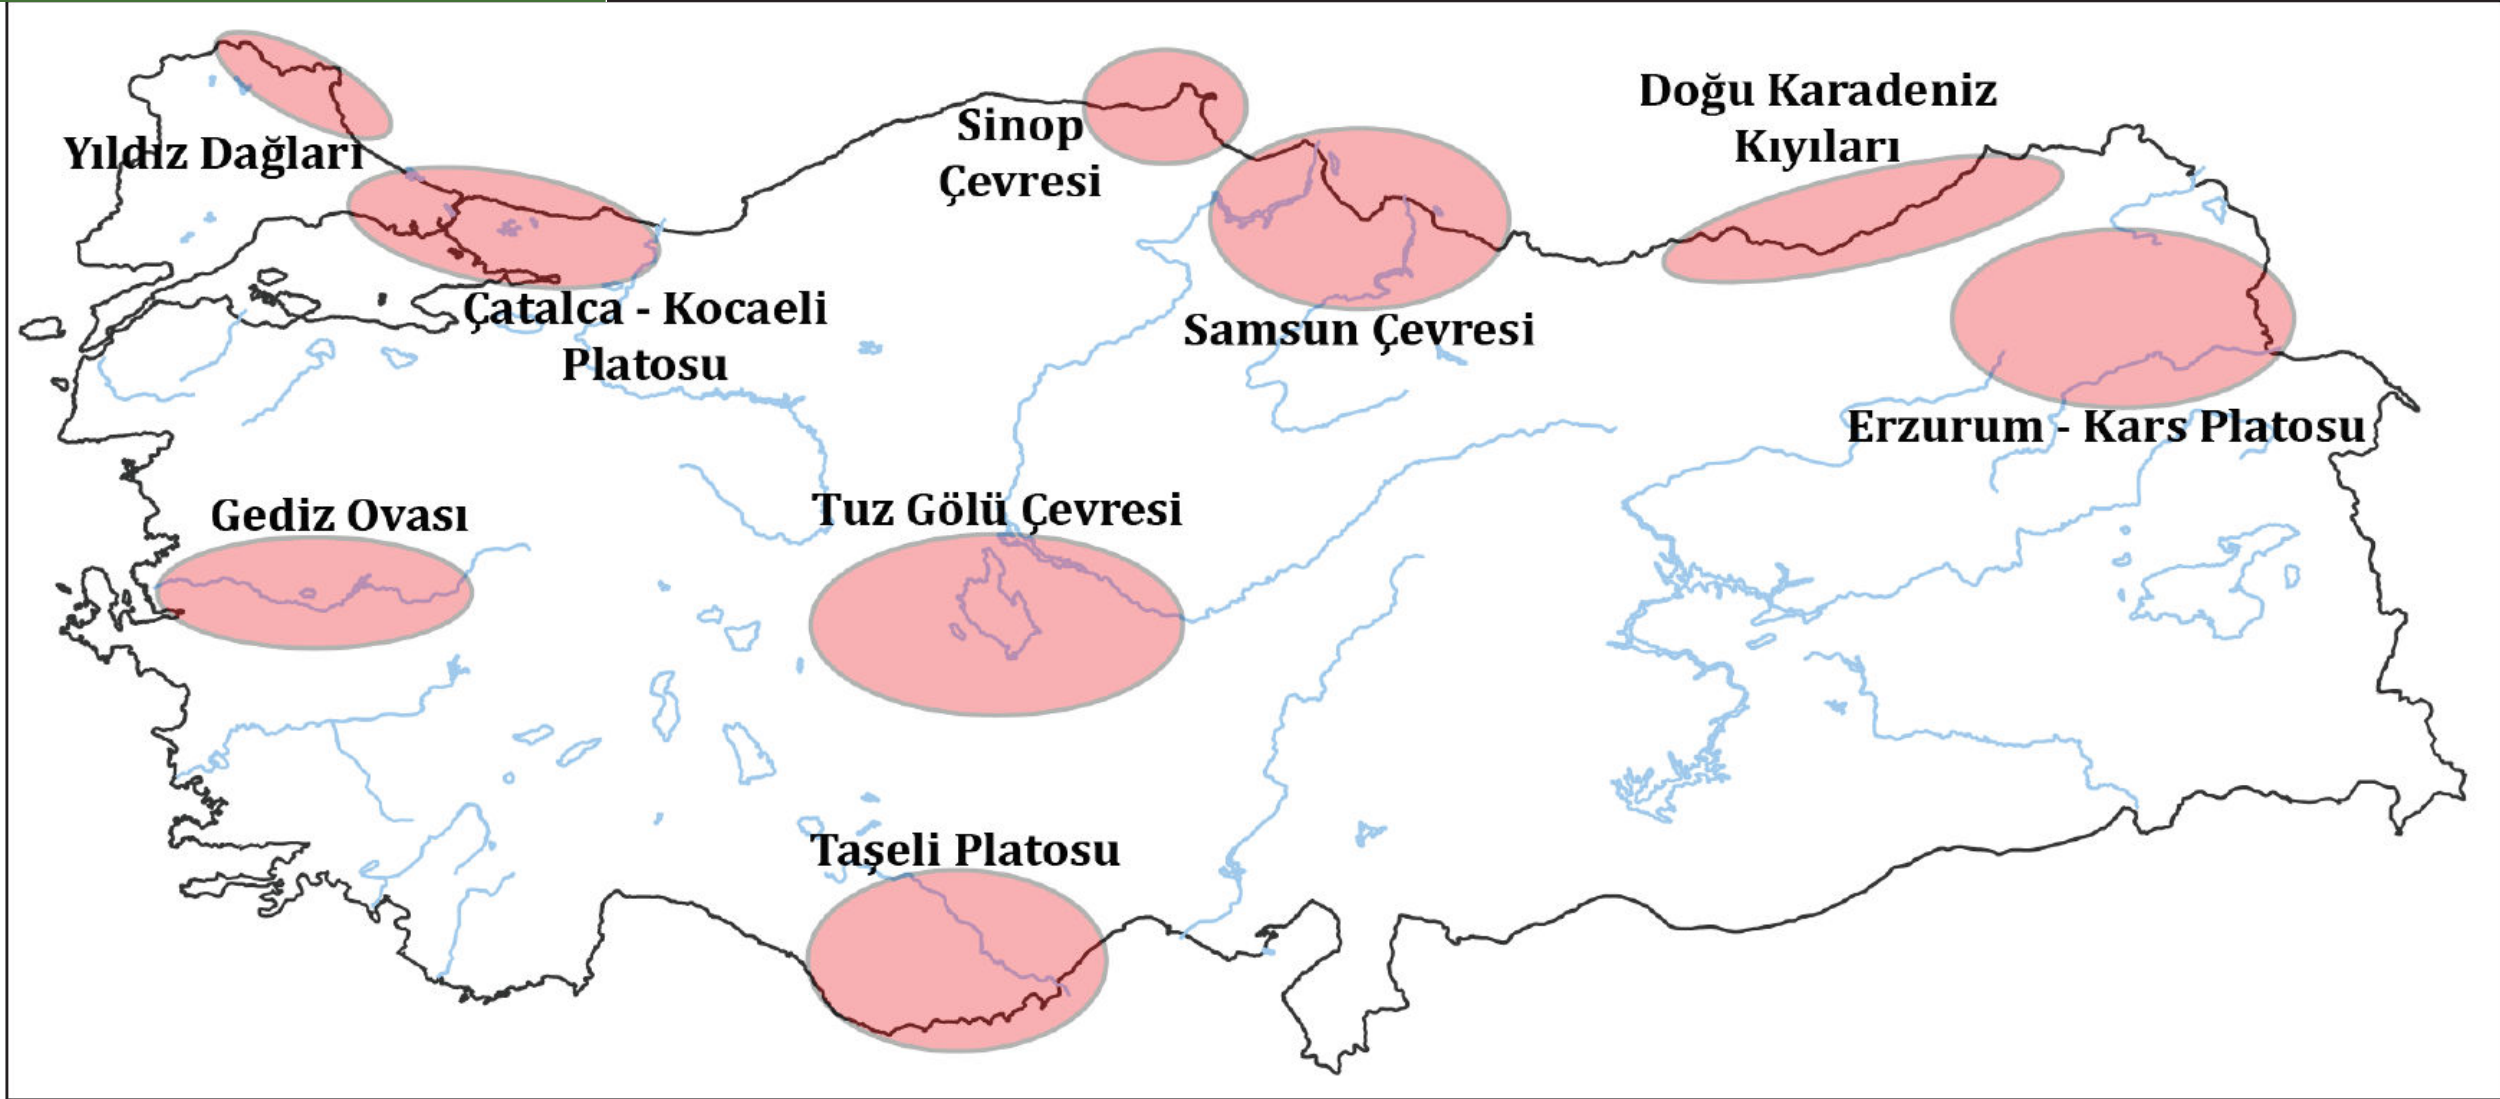 Yıldız Dağları
Sinop
Çevresi
Doğu Karadeniz
Kıyıları
Çatalca - Kocaeli
Platosu
Samsun Çevresi
Erzurum - Kars Platosu
Gediz Ovası
Tuz Gölü Çevresi
Taşeli Platosu